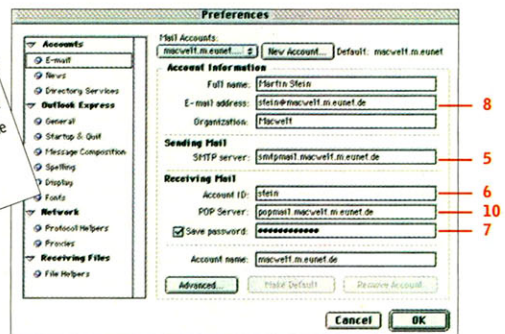 Preferences
Accounts
E-mail
News
Directory Services
Outlook Express
General
Startup & Quit
Message Composition
Spelling
Display
Fonts
Network
Protocol Helpers
Proxies
Receiving Files
File Helpers
Mail Accounts:
macwelt.m.eunet... New Account... Default: macwelt.m.eunet
Account Information
Full name: Martin Stein
E-mail address: stein@macwelt.m.eunet.de 8
Organization: Macwelt
Sending Mail
SMTP server: smtpmail.macwelt.m.eunet.de 5
Receiving Mail
Account ID: stein 6
POP Server: popmail.macwelt.m.eunet.de 10
Save password: •••••••••••• 7
Account name: macwelt.m.eunet.de
Advanced... Make Default Remove Account
Cancel OK